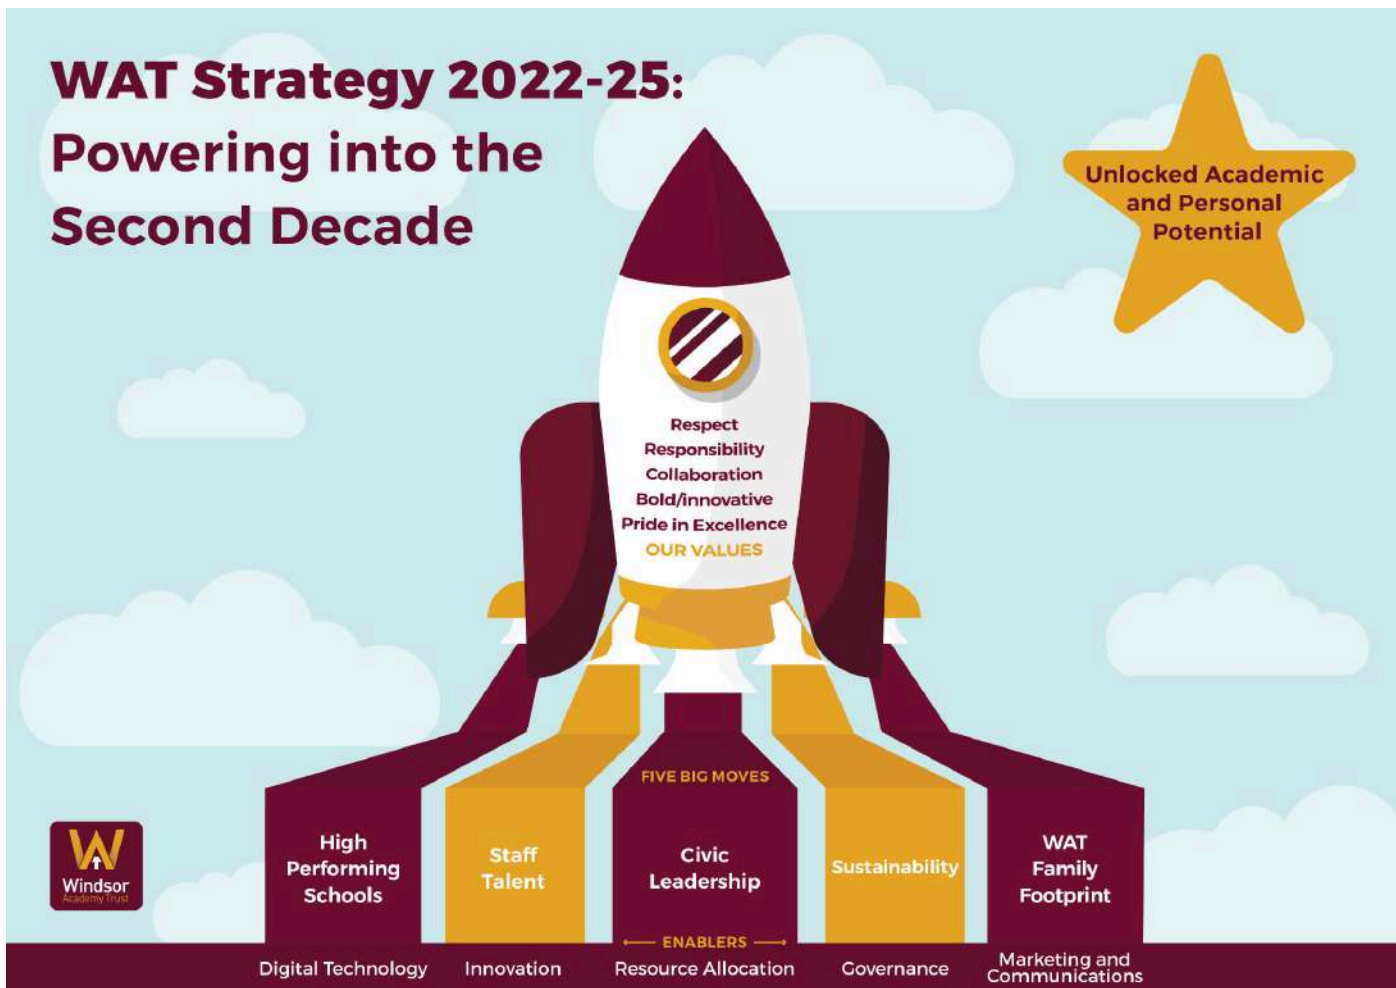 WAT Strategy 2022-25:
Powering into the
Second Decade
Unlocked Academic
and Personal
Potential
Respect
Responsibility
Collaboration
Bold/innovative
Pride in Excellence
OUR VALUES
FIVE BIG MOVES
High
Performing
Schools
Staff
Talent
Civic
Leadership
Sustainability
WAT
Family
Footprint
Windsor
Academy Trust
ENABLERS
Digital Technology
Innovation
Resource Allocation
Governance
Marketing and
Communications